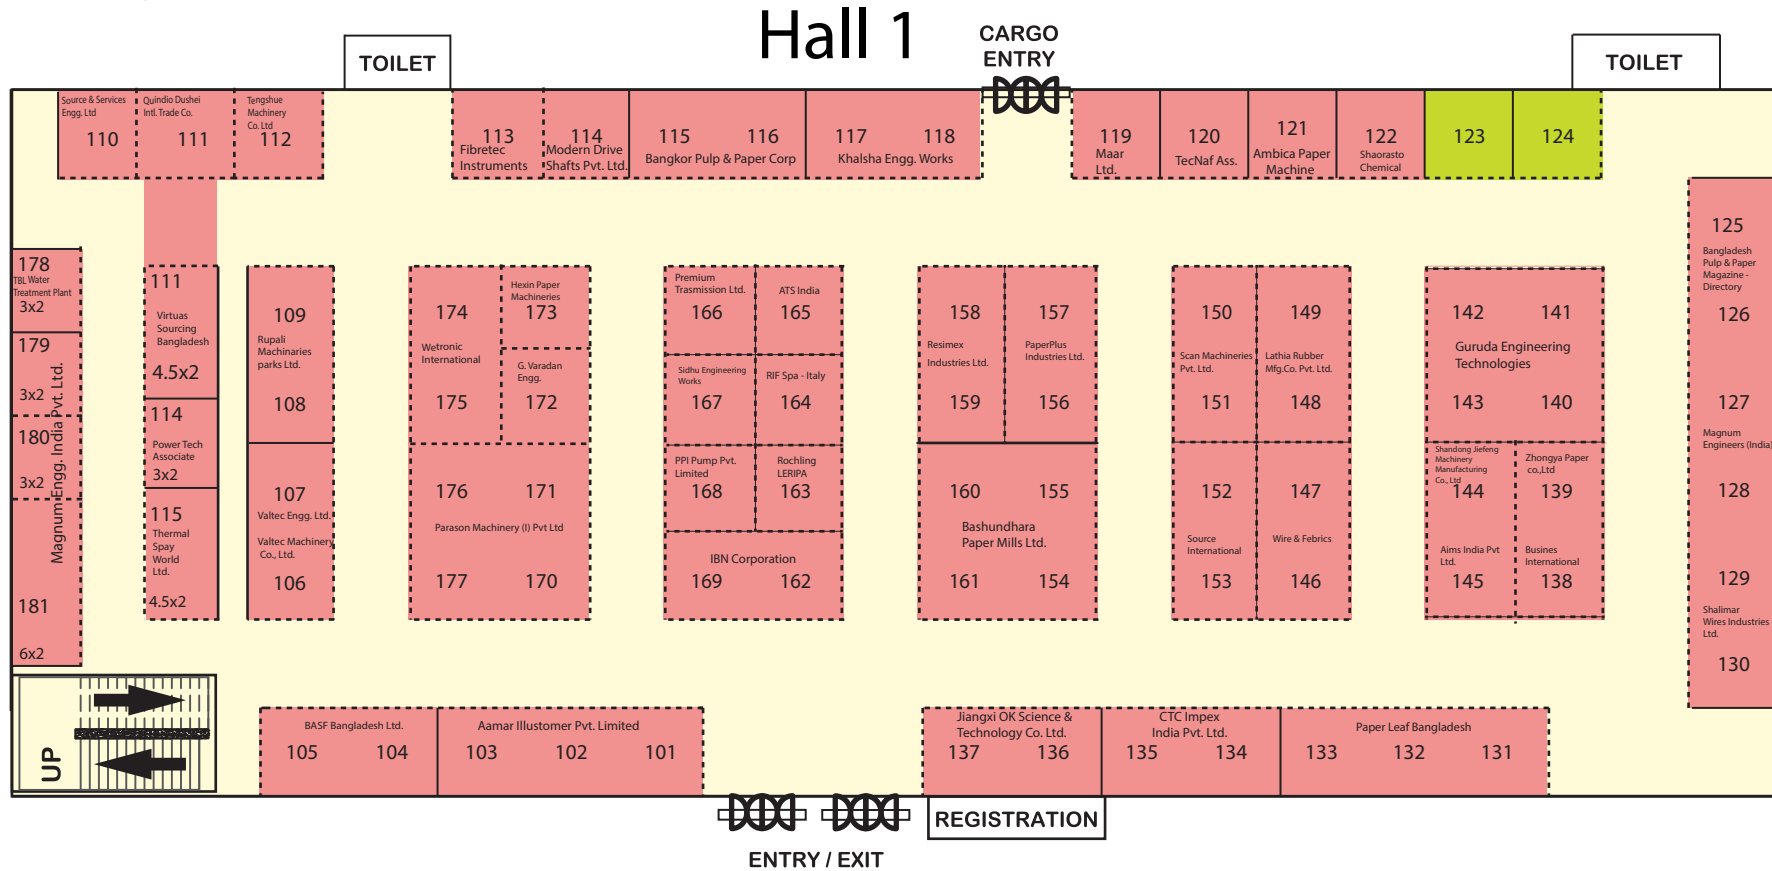 Hall 1
CARGO
ENTRY
TOILET
TOILET
Source & Services
Engg. Ltd
110
Quindio Dushei
Intl. Trade Co.
111
Tengshue
Machinery
Co. Ltd
112
113
Fibretec
Instruments
114
Modern Drive
Shafts Pvt. Ltd.
115 116
Bangkor Pulp & Paper Corp
117 118
Khalsha Engg. Works
119
Maar
Ltd.
120
TecNaf Ass.
121
Ambica Paper
Machine
122
Shaorasto
Chemical
123
124
125
Bangladesh
Pulp & Paper
Magazine -
Directory
126
127
Magnum
Engineers (India)
128
129
Shalimar
Wires Industries
Ltd.
130
178
TBL Water
Treatment Plant
3x2
179
3x2
180
3x2
181
6x2
Magnum Engg. India Pvt. Ltd.
111
Virtuas
Sourcing
Bangladesh
4.5x2
114
Power Tech
Associate
3x2
115
Thermal
Spay
World
Ltd.
4.5x2
109
Rupali
Machinaries
parks Ltd.
108
107
Valtec Engg. Ltd.
Valtec Machinery
Co., Ltd.
106
174
Wetronic
International
175
Hexin Paper
Machineries
173
G. Varadan
Engg.
172
176 171
Parason Machinery (I) Pvt Ltd
177 170
Premium
Trasmission Ltd.
166
ATS India
165
Sidhu Engineering
Works
167
RIF Spa - Italy
164
PPI Pump Pvt.
Limited
168
Rochling
LERIPA
163
IBN Corporation
169 162
158
Resimex
Industries Ltd.
159
157
PaperPlus
Industries Ltd.
156
160 155
Bashundhara
Paper Mills Ltd.
161 154
150
Scan Machineries
Pvt. Ltd.
151
149
Lathia Rubber
Mfg.Co. Pvt. Ltd.
148
152
Source
International
153
147
Wire & Febrics
146
142 141
Guruda Engineering
Technologies
143 140
Shandong Jiefeng
Machinery
Manufacturing
Co., Ltd
144
Zhongya Paper
co.,Ltd
139
Aims India Pvt
Ltd.
145
Busines
International
138
UP
BASF Bangladesh Ltd.
105 104
Aamar Illustomer Pvt. Limited
103 102 101
Jiangxi OK Science &
Technology Co. Ltd.
137 136
CTC Impex
India Pvt. Ltd.
135 134
Paper Leaf Bangladesh
133 132 131
REGISTRATION
ENTRY / EXIT